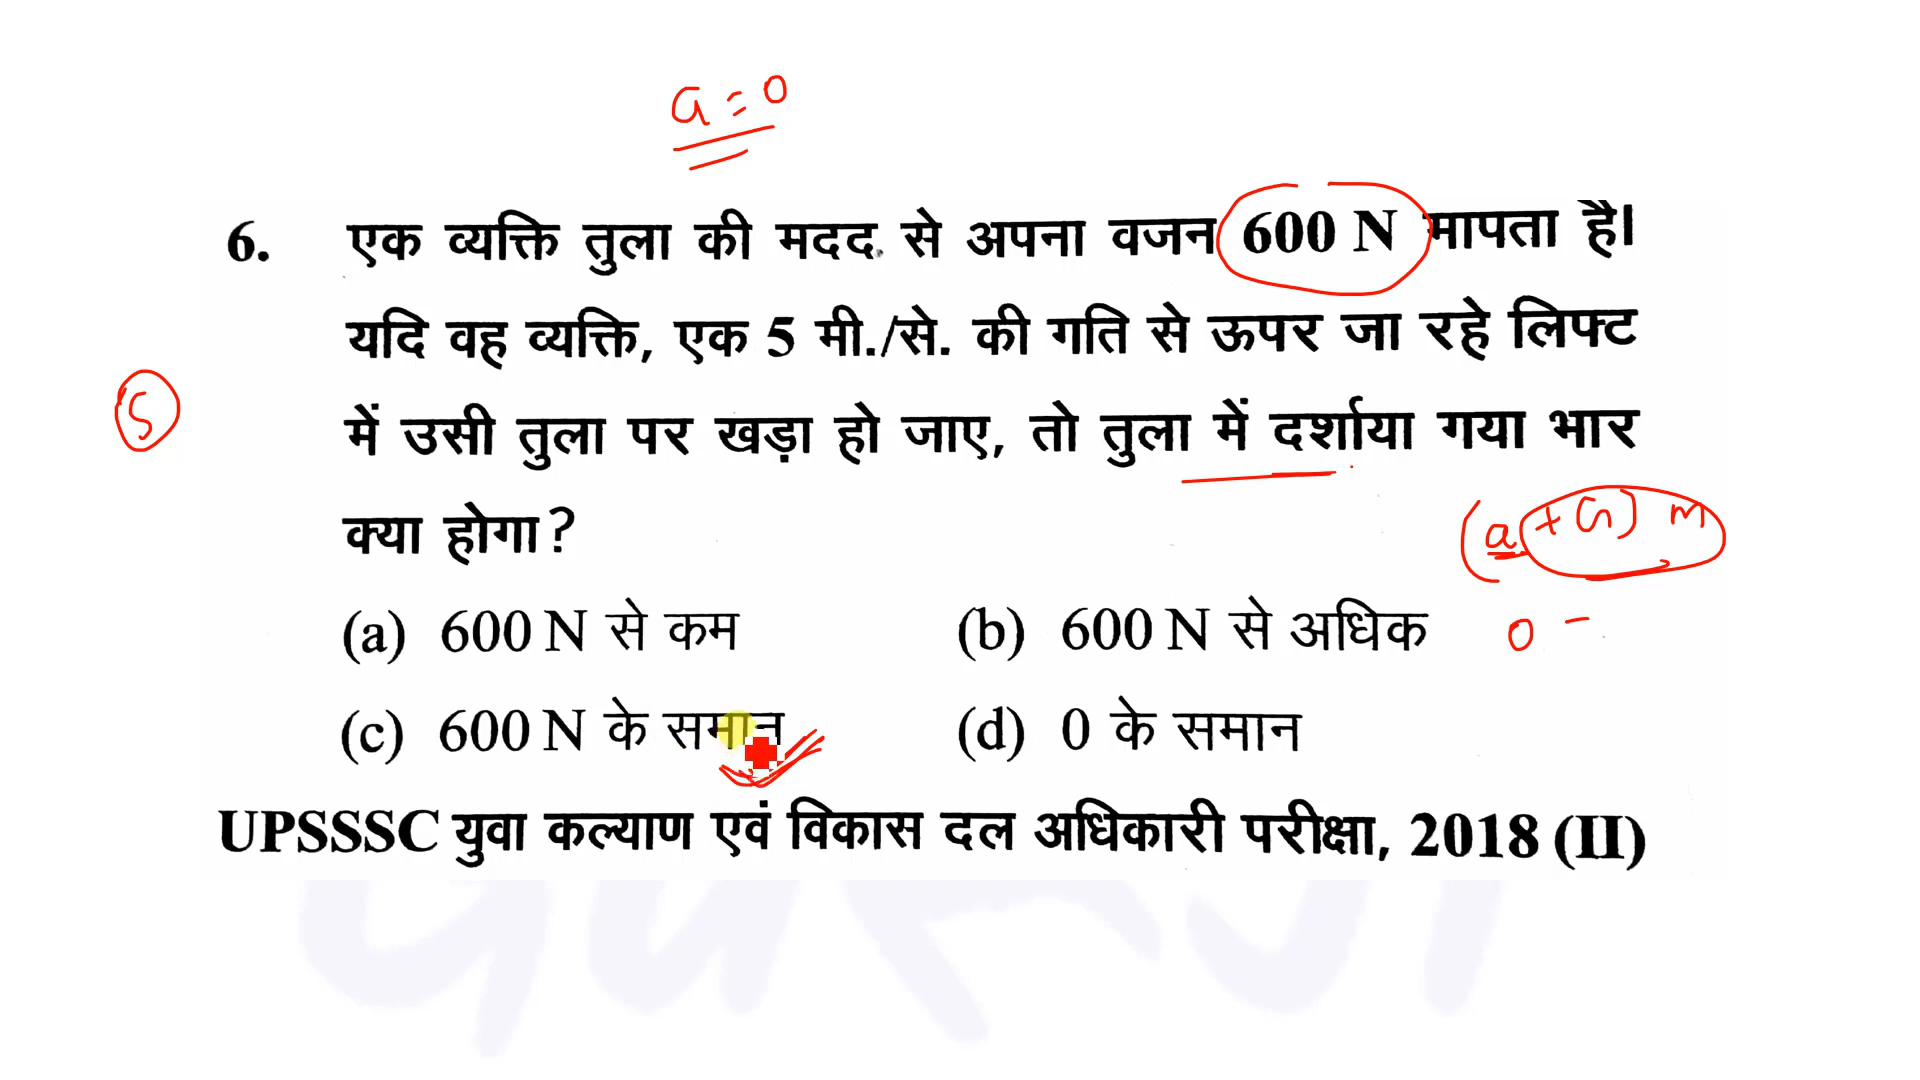 a = 0
6. एक व्यक्ति तुला की मदद से अपना वजन 600 N मापता है।
यदि वह व्यक्ति, एक 5 मी./से. की गति से ऊपर जा रहे लिफ्ट
5
में उसी तुला पर खड़ा हो जाए, तो तुला में दर्शाया गया भार
क्या होगा?
(a + G) m
(a) 600 N से कम (b) 600 N से अधिक
0 -
(c) 600 N के समान (d) 0 के समान
UPSSSC युवा कल्याण एवं विकास दल अधिकारी परीक्षा, 2018 (II)